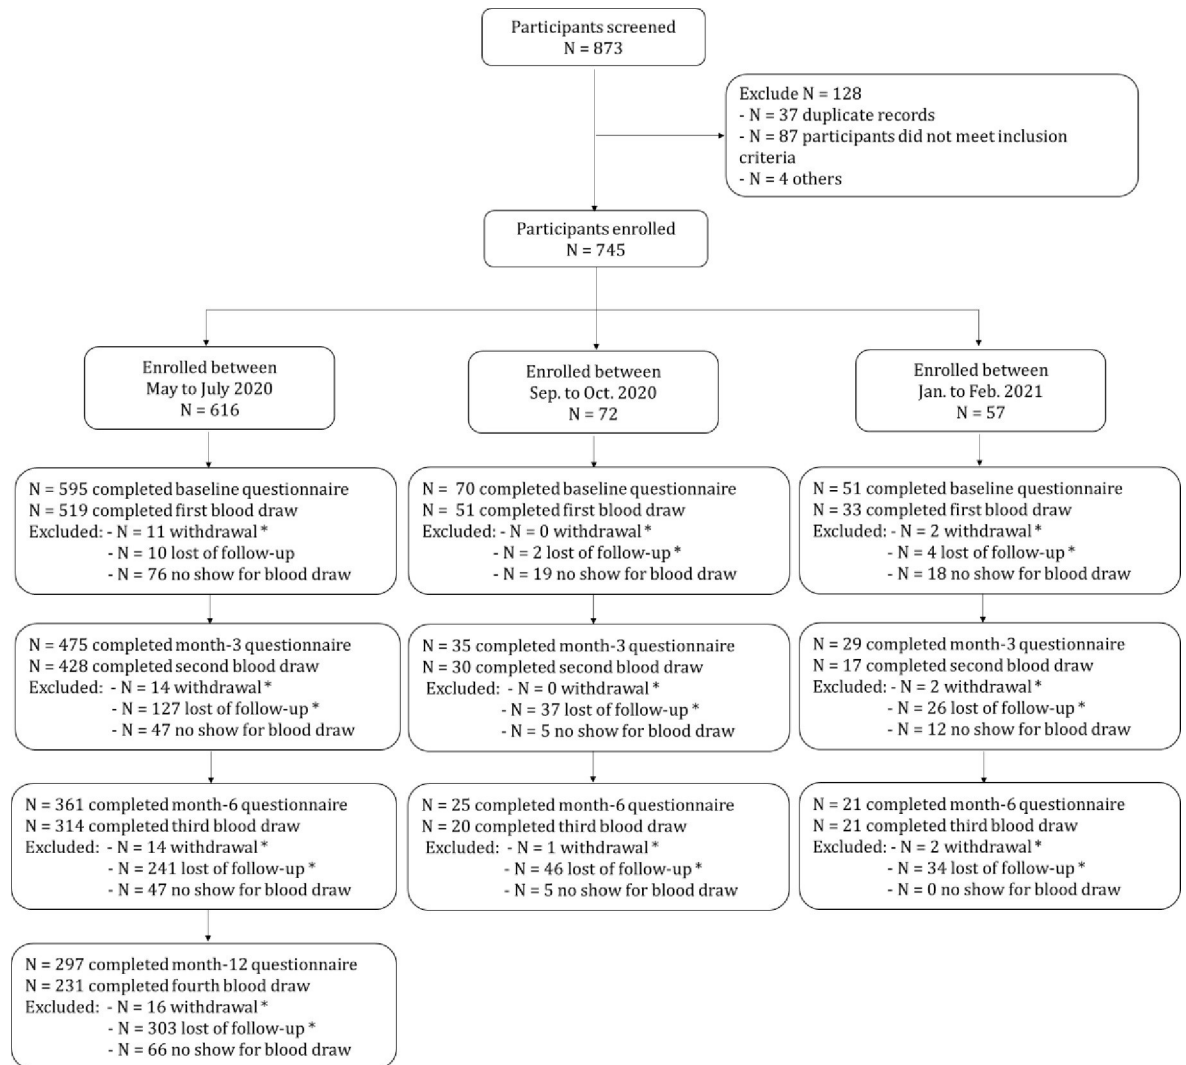 Participants screened
N = 873
Exclude N = 128
- N = 37 duplicate records
- N = 87 participants did not meet inclusion
criteria
- N = 4 others
Participants enrolled
N = 745
Enrolled between
May to July 2020
N = 616
Enrolled between
Sep. to Oct. 2020
N = 72
Enrolled between
Jan. to Feb. 2021
N = 57
N = 595 completed baseline questionnaire
N = 519 completed first blood draw
Excluded: - N = 11 withdrawal *
- N = 10 lost of follow-up
- N = 76 no show for blood draw
N = 70 completed baseline questionnaire
N = 51 completed first blood draw
Excluded: - N = 0 withdrawal *
- N = 2 lost of follow-up *
- N = 19 no show for blood draw
N = 51 completed baseline questionnaire
N = 33 completed first blood draw
Excluded: - N = 2 withdrawal *
- N = 4 lost of follow-up *
- N = 18 no show for blood draw
N = 475 completed month-3 questionnaire
N = 428 completed second blood draw
Excluded: - N = 14 withdrawal *
- N = 127 lost of follow-up *
- N = 47 no show for blood draw
N = 35 completed month-3 questionnaire
N = 30 completed second blood draw
Excluded: - N = 0 withdrawal *
- N = 37 lost of follow-up *
- N = 5 no show for blood draw
N = 29 completed month-3 questionnaire
N = 17 completed second blood draw
Excluded: - N = 2 withdrawal *
- N = 26 lost of follow-up *
- N = 12 no show for blood draw
N = 361 completed month-6 questionnaire
N = 314 completed third blood draw
Excluded: - N = 14 withdrawal *
- N = 241 lost of follow-up *
- N = 47 no show for blood draw
N = 25 completed month-6 questionnaire
N = 20 completed third blood draw
Excluded: - N = 1 withdrawal *
- N = 46 lost of follow-up *
- N = 5 no show for blood draw
N = 21 completed month-6 questionnaire
N = 21 completed third blood draw
Excluded: - N = 2 withdrawal *
- N = 34 lost of follow-up *
- N = 0 no show for blood draw
N = 297 completed month-12 questionnaire
N = 231 completed fourth blood draw
Excluded: - N = 16 withdrawal *
- N = 303 lost of follow-up *
- N = 66 no show for blood draw